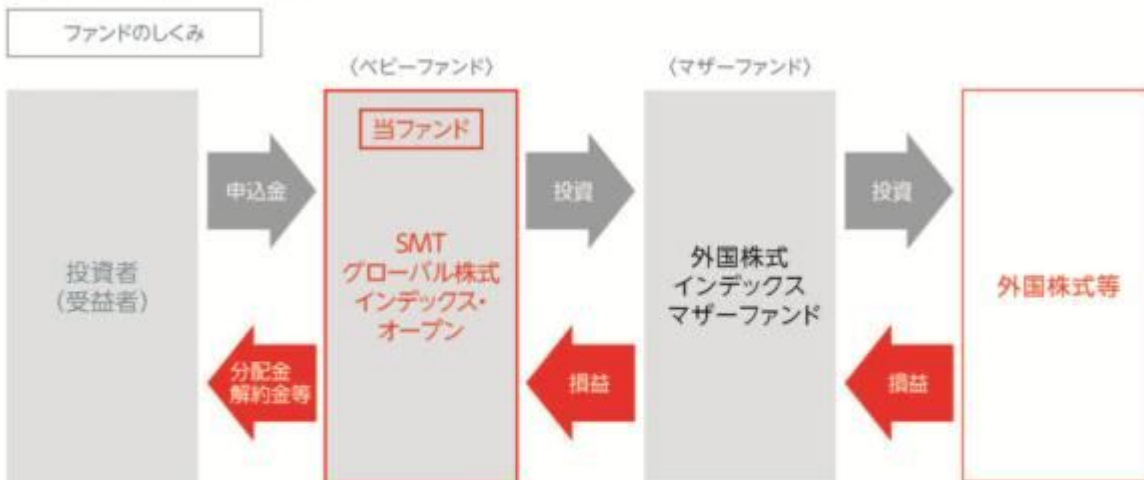 ファンドのしくみ
〈ベビーファンド〉
〈マザーファンド〉
投資者
(受益者)
申込金
分配金
解約金等
当ファンド
SMT
グローバル株式
インデックス・
オープン
投資
損益
外国株式
インデックス
マザーファンド
投資
損益
外国株式等